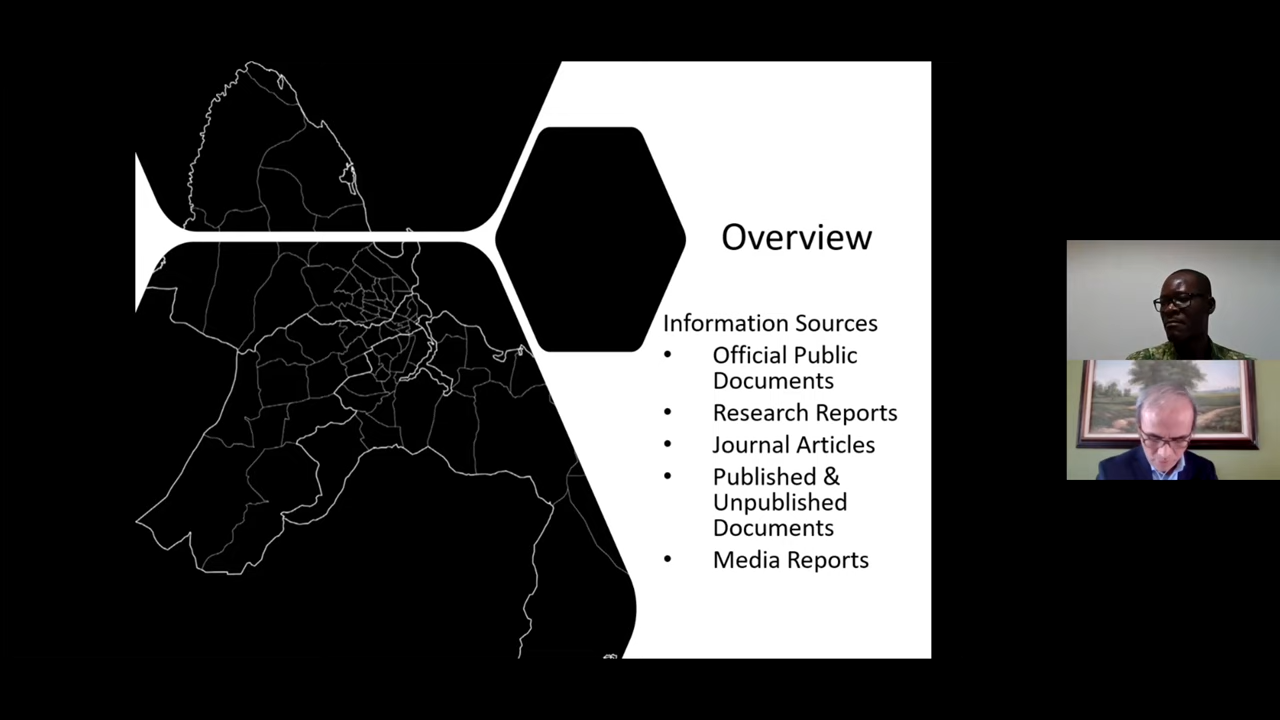 Overview
Information Sources
• Official Public
Documents
• Research Reports
• Journal Articles
• Published &
Unpublished
Documents
• Media Reports